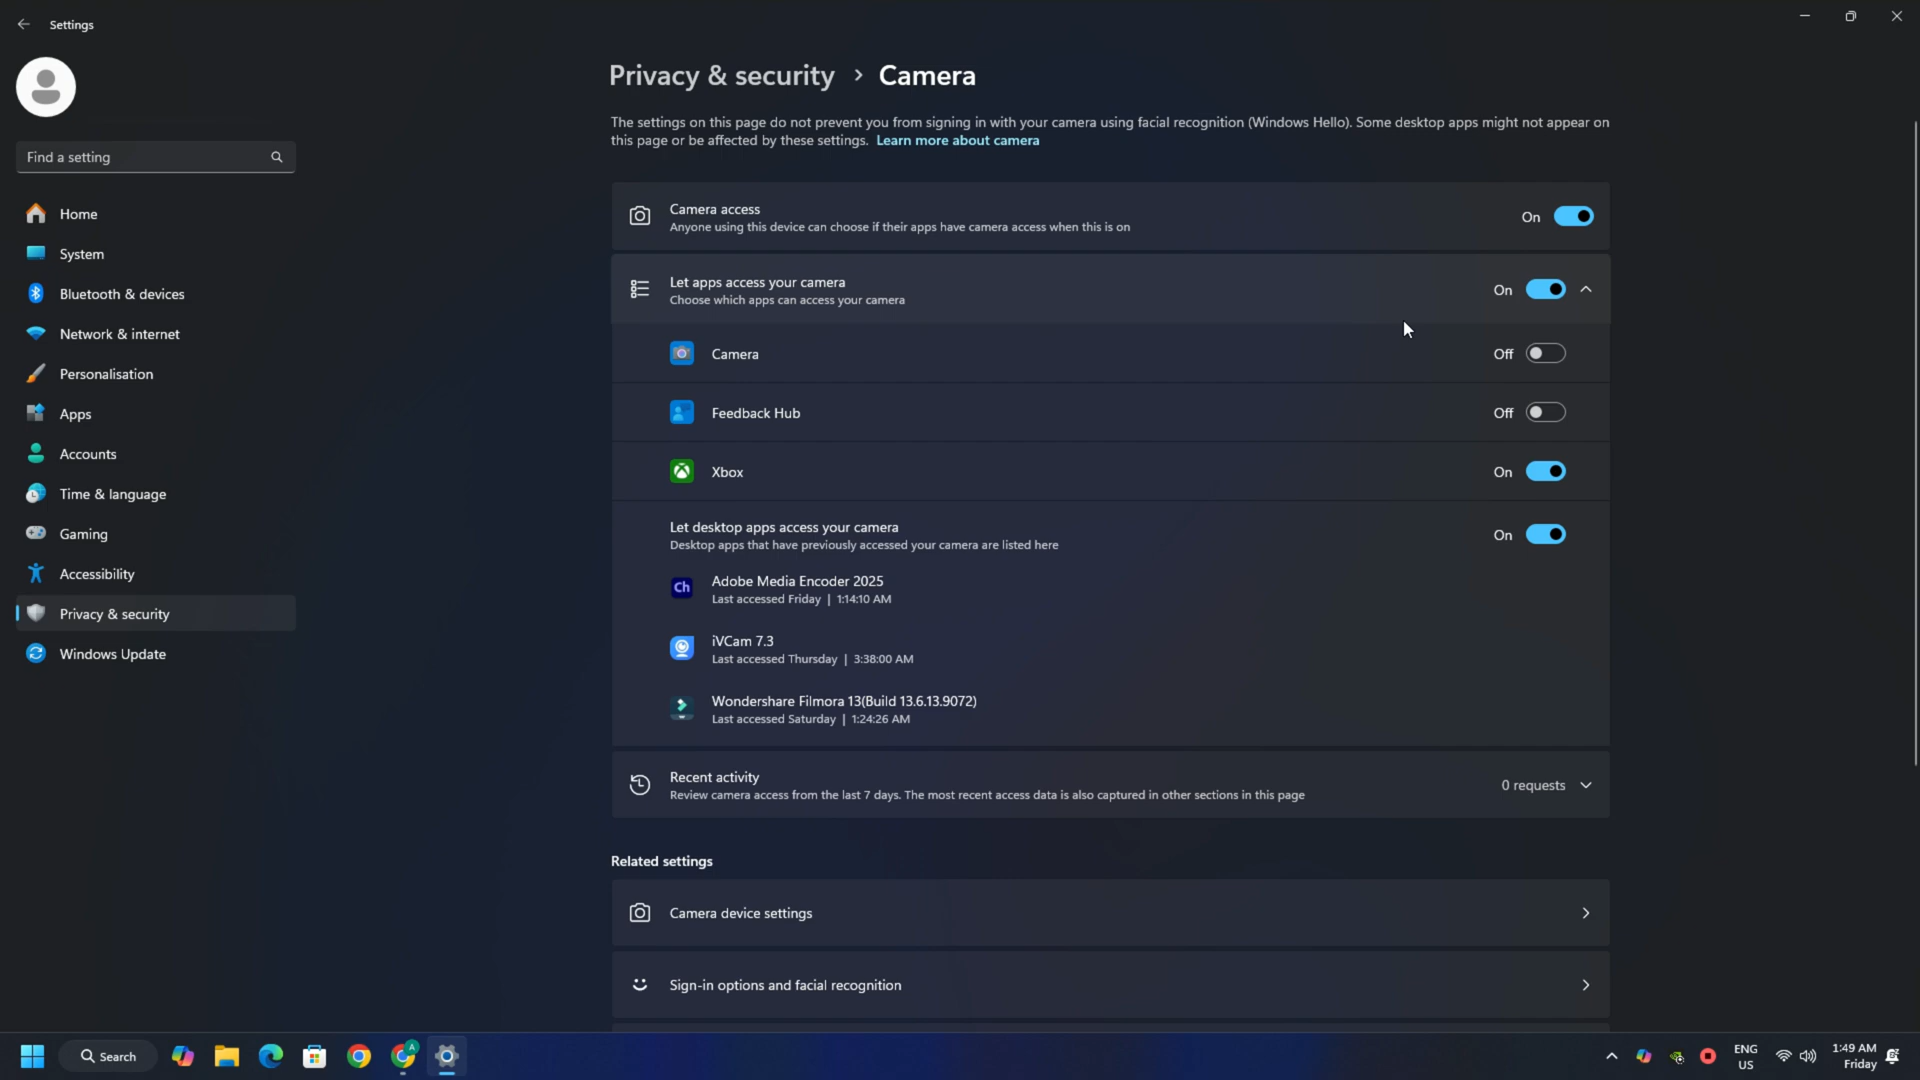 Settings
Find a setting
Home
System
Bluetooth & devices
Network & internet
Personalisation
Apps
Accounts
Time & language
Gaming
Accessibility
Privacy & security
Windows Update
Privacy & security > Camera
The settings on this page do not prevent you from signing in with your camera using facial recognition (Windows Hello). Some desktop apps might not appear on
this page or be affected by these settings. Learn more about camera
Camera access
Anyone using this device can choose if their apps have camera access when this is on
On
Let apps access your camera
Choose which apps can access your camera
On
Camera
Off
Feedback Hub
Off
Xbox
On
Let desktop apps access your camera
Desktop apps that have previously accessed your camera are listed here
On
Ch
Adobe Media Encoder 2025
Last accessed Friday | 1:14:10 AM
iVCam 7.3
Last accessed Thursday | 3:38:00 AM
Wondershare Filmora 13(Build 13.6.13.9072)
Last accessed Saturday | 1:24:26 AM
Recent activity
Review camera access from the last 7 days. The most recent access data is also captured in other sections in this page
0 requests
Related settings
Camera device settings
Sign-in options and facial recognition
Search
A
ENG
US
1:49 AM
Friday